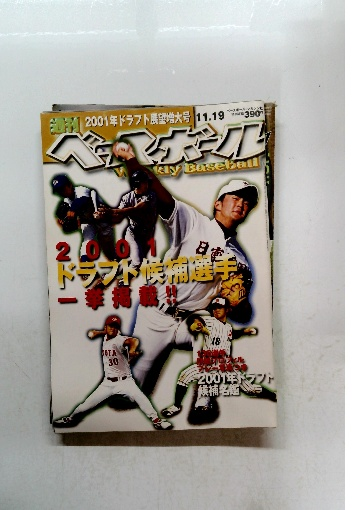 週刊
2001年ドラフト展望増大号
11.19
390円
ベースボール
Weekly Baseball
2001
ドラフト候補選手
一挙掲載!!
2001年ドラフト
候補名鑑
30
18